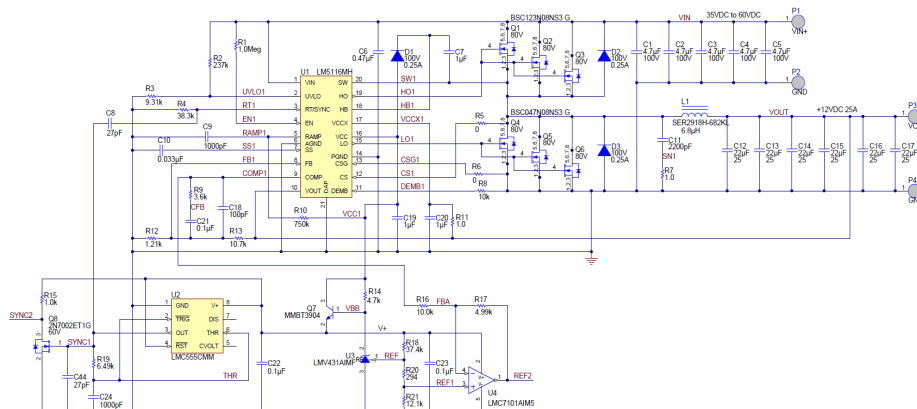 BSC123N08NS3 G
VIN
35VDC to 60VDC
P1
VIN+
R1
1.0Meg
R2
237k
C6
0.47µF
D1
100V
0.25A
C7
1µF
Q1
80V
Q2
80V
Q3
80V
D2
100V
0.25A
C1
4.7µF
100
C2
4.7µF
100
C3
4.7µF
100
C4
4.7µF
100
C5
4.7µF
100
P2
GND
U1
LM5116MH
VIN
UVLO
RT/SYNC
EN
RAMP
AGND
SS
FB
COMP
VOUT
DAP
SW
HO
HB
VCCX
VCC
LO
PGND
CSG
CS
DEMB
R3
9.31k
UVLO1
R4
38.3k
RT1
EN1
C8
27pF
C9
1000pF
RAMP1
C10
0.033µF
SS1
FB1
COMP1
SW1
HO1
HB1
VCCX1
LO1
CSG1
CS1
DEMB1
R5
0
R6
0
R8
10k
BSC047N08NS3 G
Q4
80V
Q5
80V
Q6
80V
D3
100V
0.25A
L1
SER2918H-682KL
6.8µH
VOUT
+12VDC 25A
P3
C11
2200pF
SN1
R7
1.0
C12
22µF
25
C13
22µF
25
C14
22µF
25
C15
22µF
25
C16
22µF
25
C17
22µF
25
P4
R9
3.6k
CFB
C21
0.1µF
C18
100pF
R10
750k
VCC1
C19
1µF
C20
1µF
R11
1.0
R12
1.21k
R13
10.7k
R15
1.0k
SYNC2
Q8
2N7002ET1G
60V
SYNC1
R19
6.49k
C44
27pF
C24
1000pF
THR
U2
GND
TRIG
OUT
RST
V+
DIS
THR
CVOLT
LMC555CMM
C22
0.1µF
Q7
MMBT3904
VBB
R14
4.7k
V+
U3
REF
R18
37.4k
R20
294
REF1
R21
12.1k
C23
0.1µF
R16
10.0k
FBA
R17
4.99k
U4
LMC7101AIM5
REF2